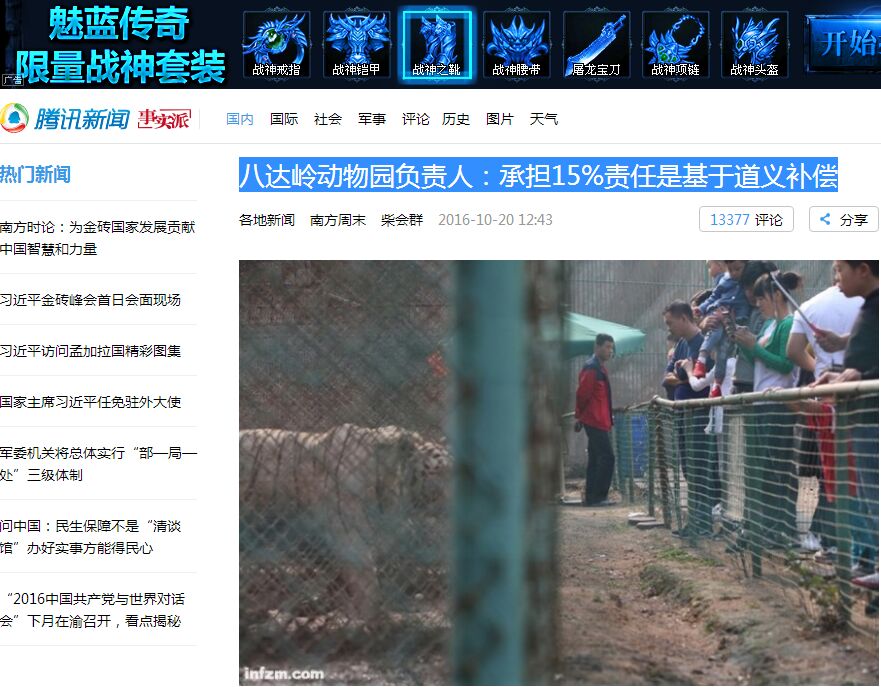 魅蓝传奇
限量战神套装
广告
战神戒指
战神铠甲
战神之靴
战神腰带
屠龙宝刀
战神项链
战神头盔
开始
腾讯新闻 事实派
国内 国际 社会 军事 评论 历史 图片 天气
热门新闻
南方时论：为金砖国家发展贡献
中国智慧和力量
习近平金砖峰会首日会面现场
习近平访问孟加拉国精彩图集
国家主席习近平任免驻外大使
军委机关将总体实行“部—局—
处”三级体制
问中国：民生保障不是“清谈
馆”办好实事方能得民心
“2016中国共产党与世界对话
会”下月在渝召开，看点揭秘
八达岭动物园负责人：承担15%责任是基于道义补偿
各地新闻 南方周末 柴会群 2016-10-20 12:43
13377 评论
分享
infzm.com